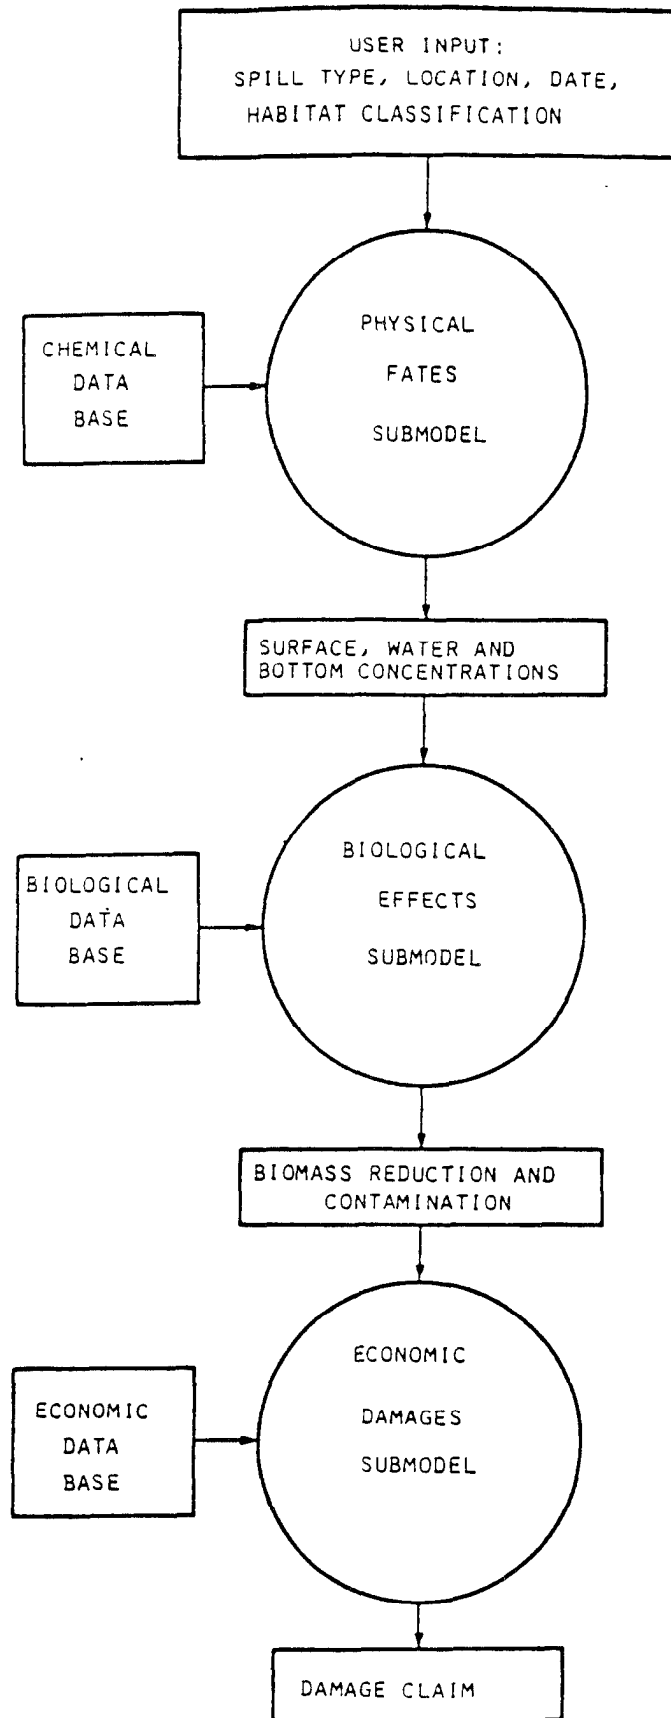 USER INPUT:
SPILL TYPE, LOCATION, DATE,
HABITAT CLASSIFICATION
PHYSICAL
FATES
SUBMODEL
CHEMICAL
DATA
BASE
SURFACE, WATER AND
BOTTOM CONCENTRATIONS
BIOLOGICAL
EFFECTS
SUBMODEL
BIOLOGICAL
DATA
BASE
BIOMASS REDUCTION AND
CONTAMINATION
ECONOMIC
DAMAGES
SUBMODEL
ECONOMIC
DATA
BASE
DAMAGE CLAIM